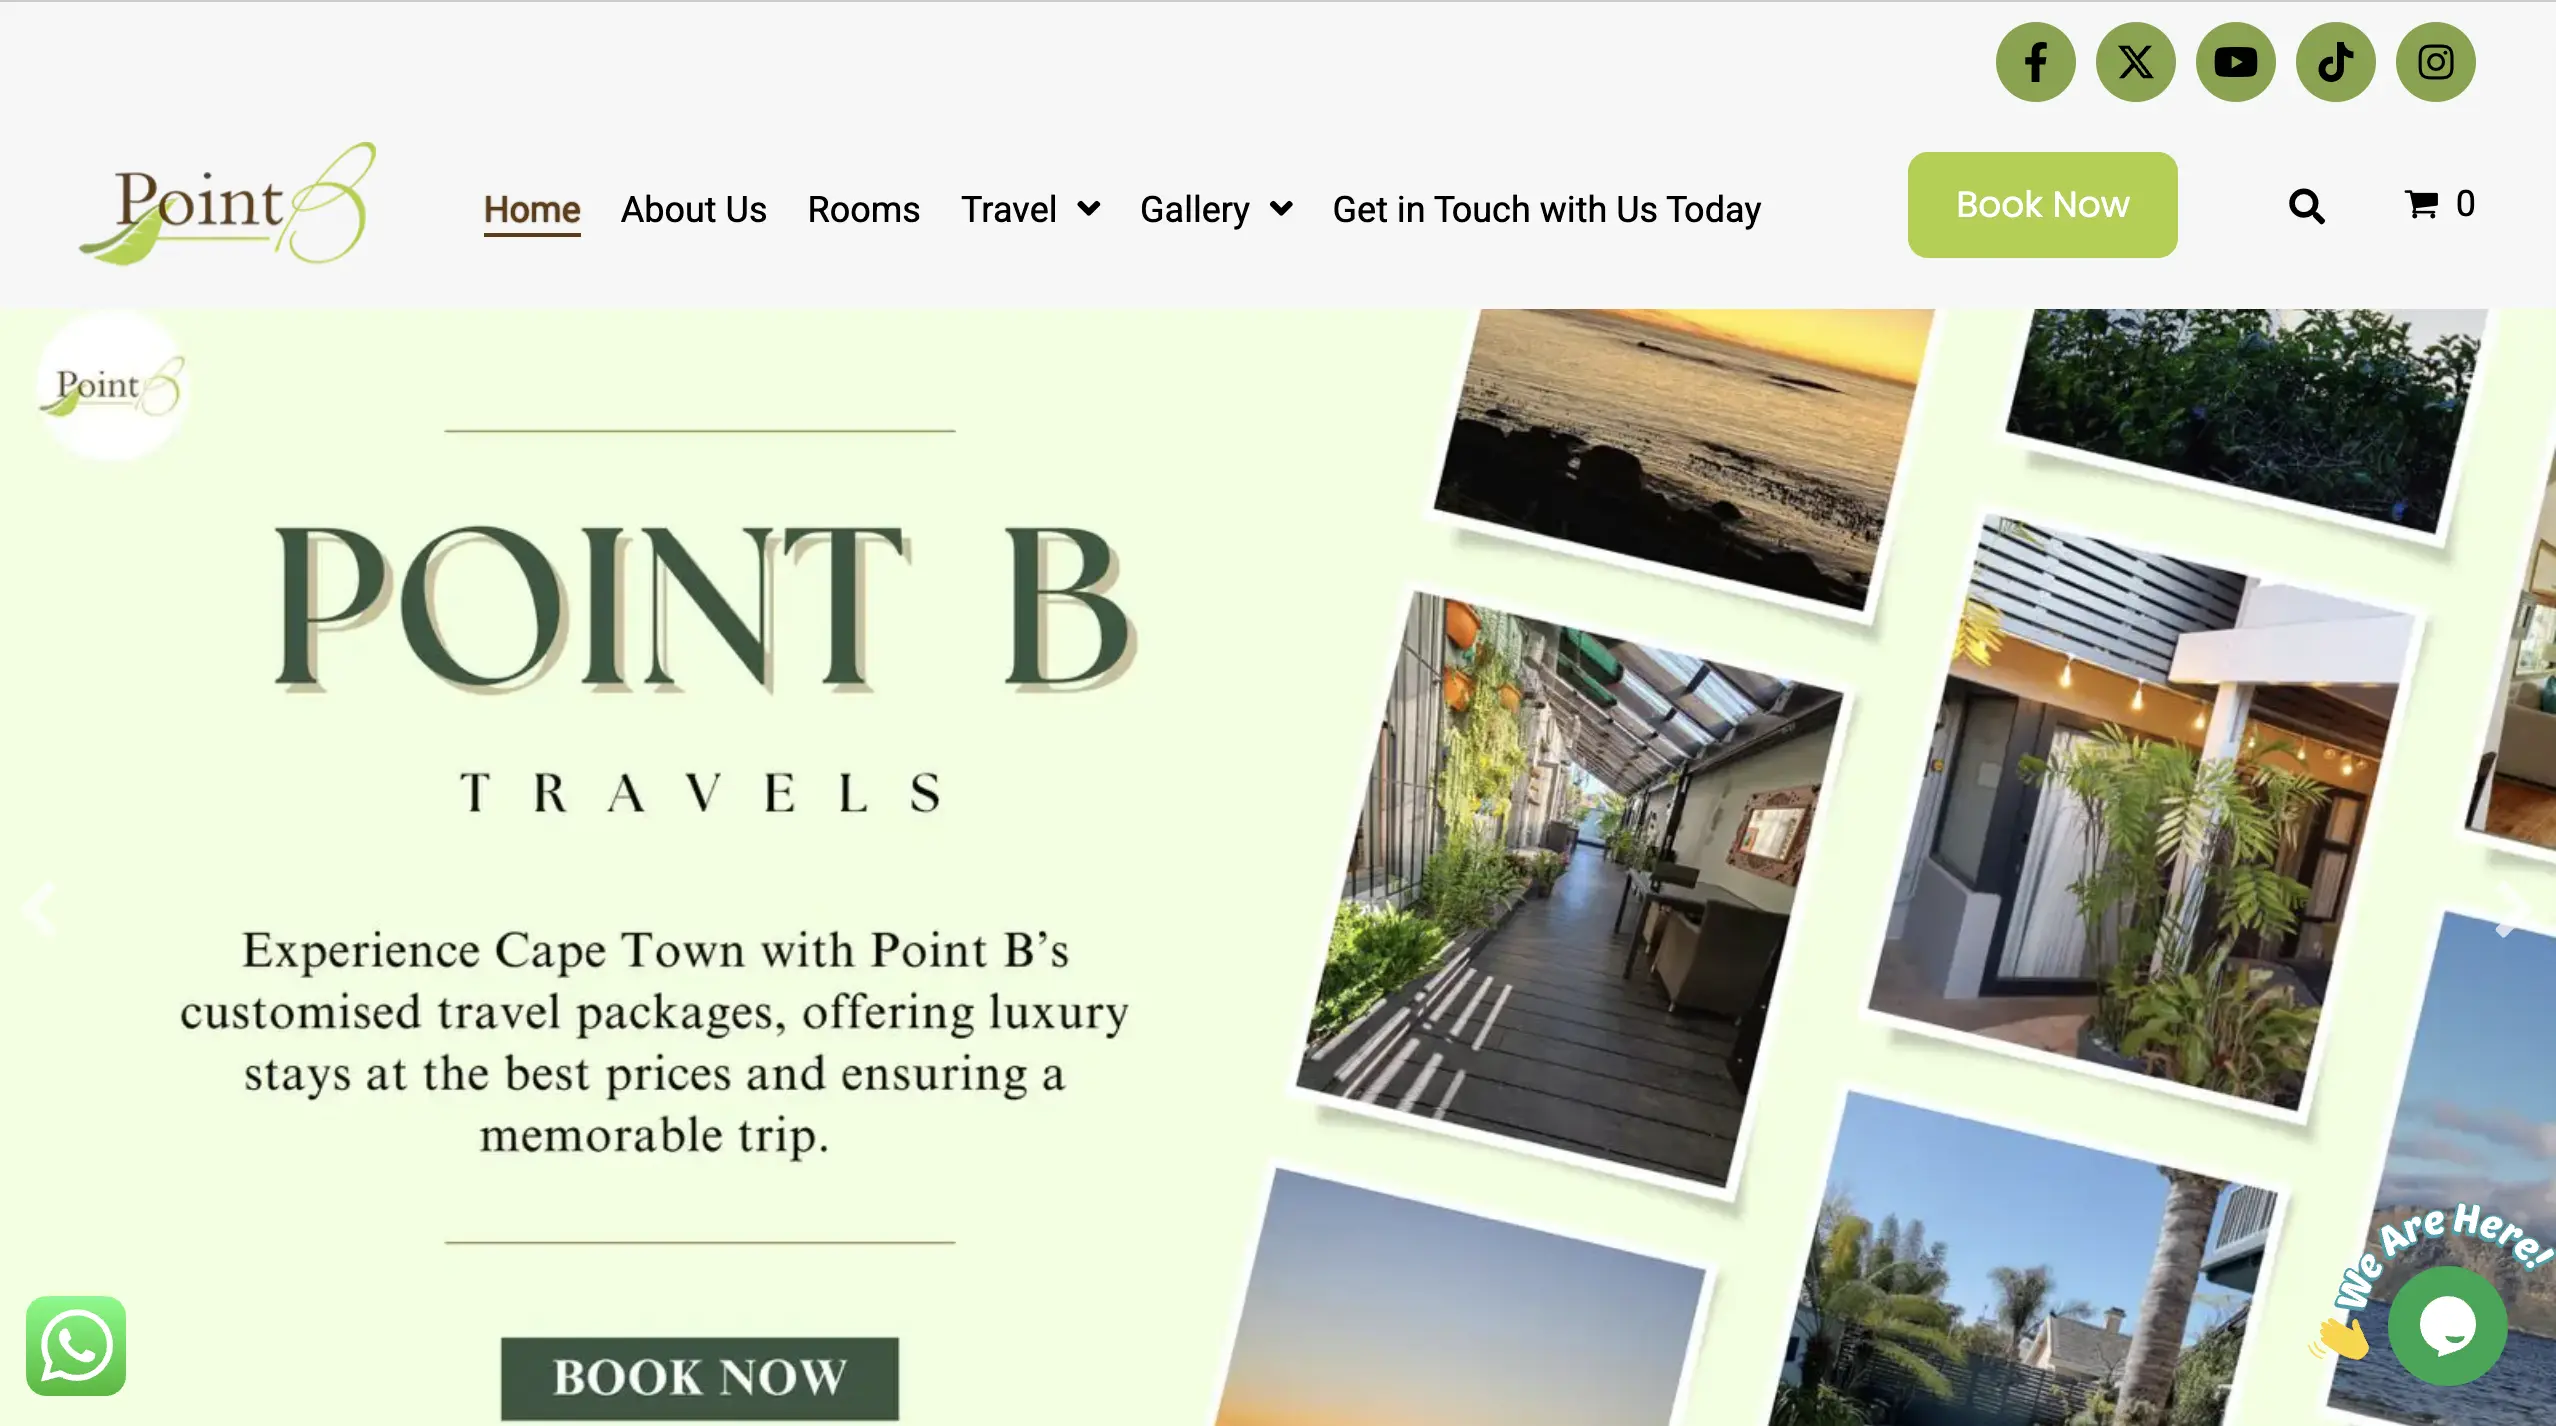 Point B
Home
About Us
Rooms
Travel
Gallery
Get in Touch with Us Today
Book Now
0
Point B
POINT B
TRAVELS
Experience Cape Town with Point B’s
customised travel packages, offering luxury
stays at the best prices and ensuring a
memorable trip.
BOOK NOW
We Are Here!